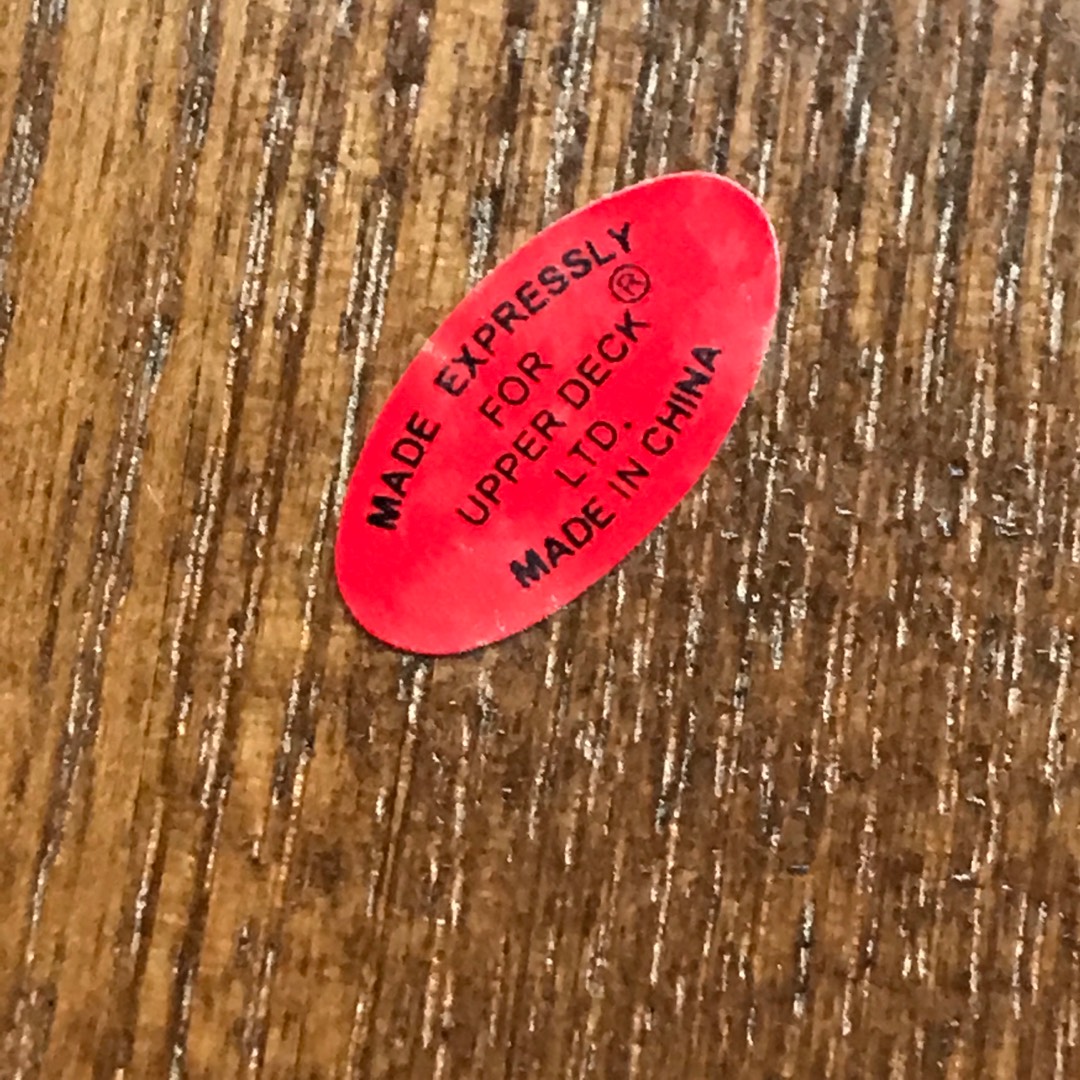 MADE EXPRESSLY
FOR
UPPER DECK®
LTD.
MADE IN CHINA